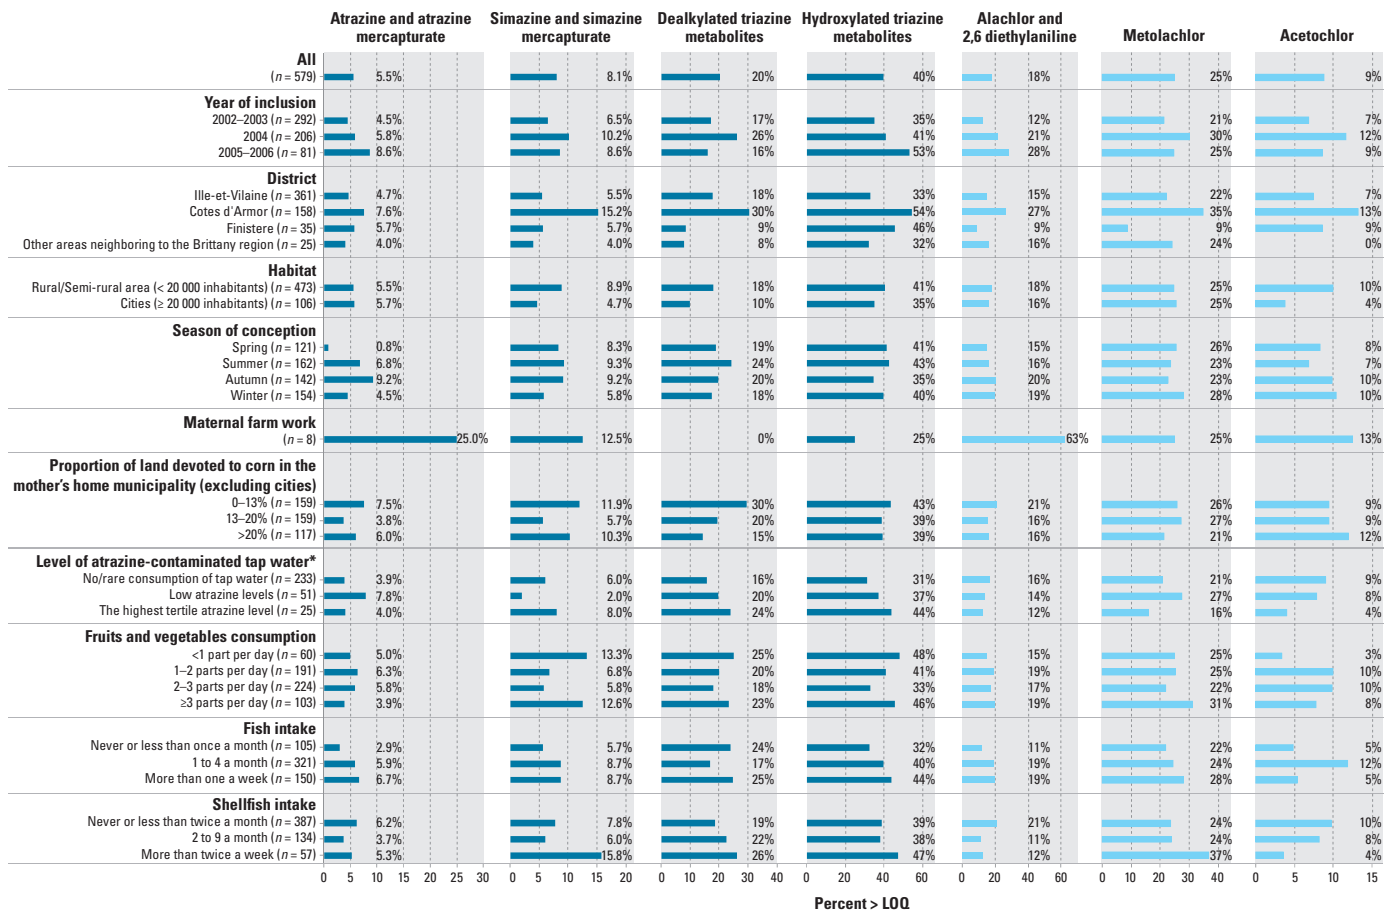 Atrazine and atrazine mercapturate Simazine and simazine mercapturate Dealkylated triazine metabolites Hydroxylated triazine metabolites Alachlor and 2,6 diethylaniline Metolachlor Acetochlor
All
(n = 579) 5.5% 8.1% 20% 40% 18% 25% 9%
Year of inclusion
2002–2003 (n = 292) 4.5% 6.5% 17% 35% 12% 21% 7%
2004 (n = 206) 5.8% 10.2% 26% 41% 21% 30% 12%
2005–2006 (n = 81) 8.6% 8.6% 16% 53% 28% 25% 9%
District
Ille-et-Vilaine (n = 361) 4.7% 5.5% 18% 33% 15% 22% 7%
Cotes d'Armor (n = 158) 7.6% 15.2% 30% 54% 27% 35% 13%
Finistere (n = 35) 5.7% 5.7% 9% 46% 9% 9% 9%
Other areas neighboring to the Brittany region (n = 25) 4.0% 4.0% 8% 32% 16% 24% 0%
Habitat
Rural/Semi-rural area (< 20 000 inhabitants) (n = 473) 5.5% 8.9% 18% 41% 18% 25% 10%
Cities (≥ 20 000 inhabitants) (n = 106) 5.7% 4.7% 10% 35% 16% 25% 4%
Season of conception
Spring (n = 121) 0.8% 8.3% 19% 41% 15% 26% 8%
Summer (n = 162) 6.8% 9.3% 24% 43% 16% 23% 7%
Autumn (n = 142) 9.2% 9.2% 20% 35% 20% 23% 10%
Winter (n = 154) 4.5% 5.8% 18% 40% 19% 28% 10%
Maternal farm work
(n = 8) 25.0% 12.5% 0% 25% 63% 25% 13%
Proportion of land devoted to corn in the
mother's home municipality (excluding cities)
0–13% (n = 159) 7.5% 11.9% 30% 43% 21% 26% 9%
13–20% (n = 159) 3.8% 5.7% 20% 39% 16% 27% 9%
>20% (n = 117) 6.0% 10.3% 15% 39% 16% 21% 12%
Level of atrazine-contaminated tap water*
No/rare consumption of tap water (n = 233) 3.9% 6.0% 16% 31% 16% 21% 9%
Low atrazine levels (n = 51) 7.8% 2.0% 20% 37% 14% 27% 8%
The highest tertile atrazine level (n = 25) 4.0% 8.0% 24% 44% 12% 16% 4%
Fruits and vegetables consumption
<1 part per day (n = 60) 5.0% 13.3% 25% 48% 15% 25% 3%
1–2 parts per day (n = 191) 6.3% 6.8% 20% 41% 19% 25% 10%
2–3 parts per day (n = 224) 5.8% 5.8% 18% 33% 17% 22% 10%
≥3 parts per day (n = 103) 3.9% 12.6% 23% 46% 19% 31% 8%
Fish intake
Never or less than once a month (n = 105) 2.9% 5.7% 24% 32% 11% 22% 5%
1 to 4 a month (n = 321) 5.9% 8.7% 17% 40% 19% 24% 12%
More than one a week (n = 150) 6.7% 8.7% 25% 44% 19% 28% 5%
Shellfish intake
Never or less than twice a month (n = 387) 6.2% 7.8% 19% 39% 21% 24% 10%
2 to 9 a month (n = 134) 3.7% 6.0% 22% 38% 11% 24% 8%
More than twice a week (n = 57) 5.3% 15.8% 26% 47% 12% 37% 4%
0 5 10 15 20 25 30 0 5 10 15 20 0 10 20 30 40 0 20 40 60 0 20 40 60 0 10 20 30 40 0 5 10 15
Percent > LOQ